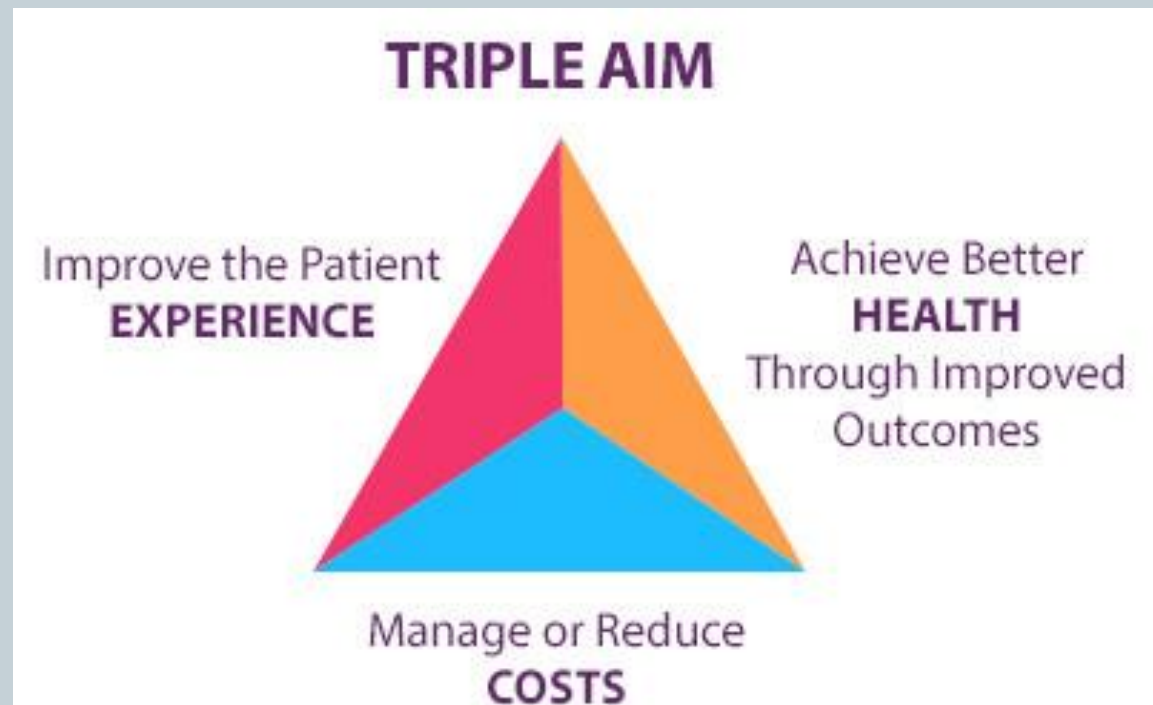 TRIPLE AIM
Improve the Patient
EXPERIENCE
Achieve Better
HEALTH
Through Improved
Outcomes
Manage or Reduce
COSTS